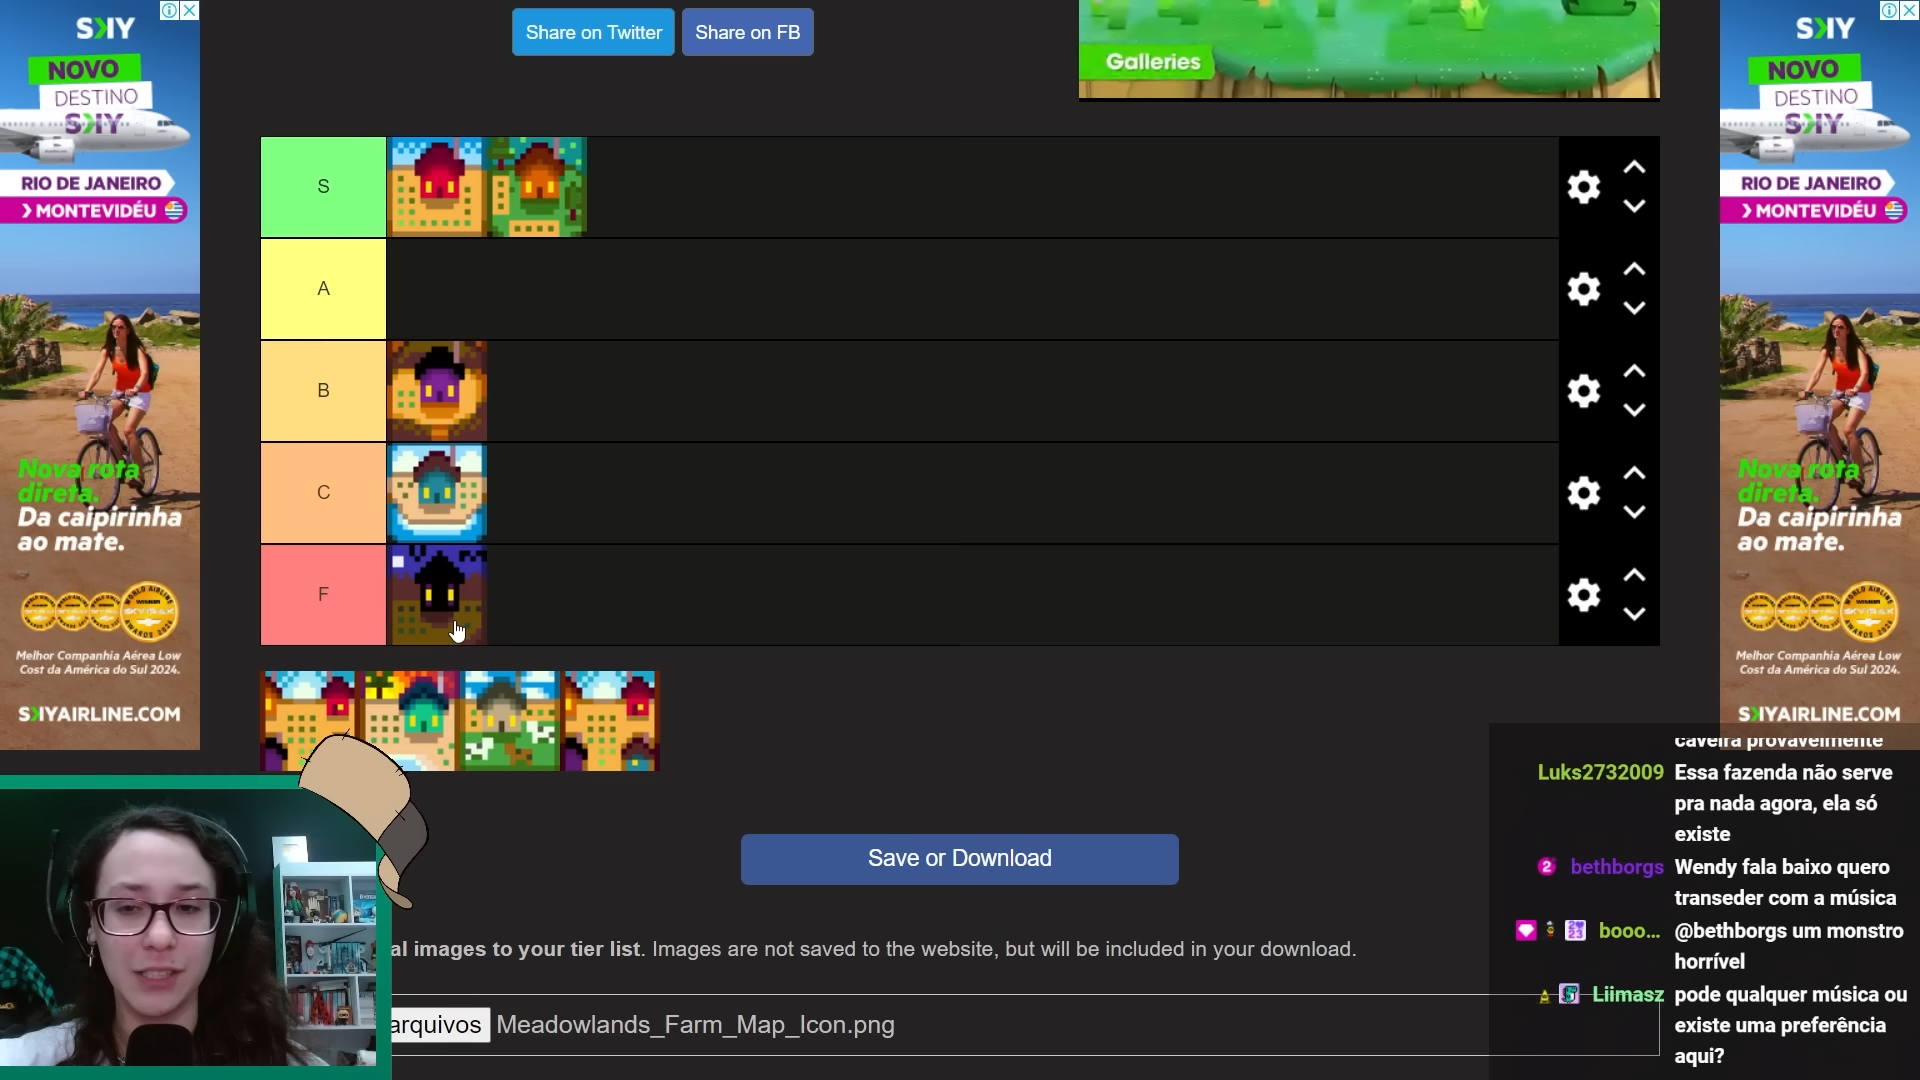 SKY
NOVO
DESTINO
SKY
RIO DE JANEIRO
MONTEVIDÉU
Nova rota
direta.
Da caipirinha
ao mate.
Melhor Companhia Aérea Low
Cost da América do Sul 2024.
SKYAIRLINE.COM
Share on Twitter
Share on FB
Galleries
S
A
B
C
F
Save or Download
al images to your tier list. Images are not saved to the website, but will be included in your download.
arquivos Meadowlands_Farm_Map_Icon.png
SKY
NOVO
DESTINO
SKY
RIO DE JANEIRO
MONTEVIDÉU
Nova rota
direta.
Da caipirinha
ao mate.
Melhor Companhia Aérea Low
Cost da América do Sul 2024.
SKYAIRLINE.COM
caveira provavelmente
Luks2732009 Essa fazenda não serve
pra nada agora, ela só
existe
2 bethborgs Wendy fala baixo quero
transeder com a música
booo... @bethborgs um monstro
horrível
Liimasz pode qualquer música ou
existe uma preferência
aqui?